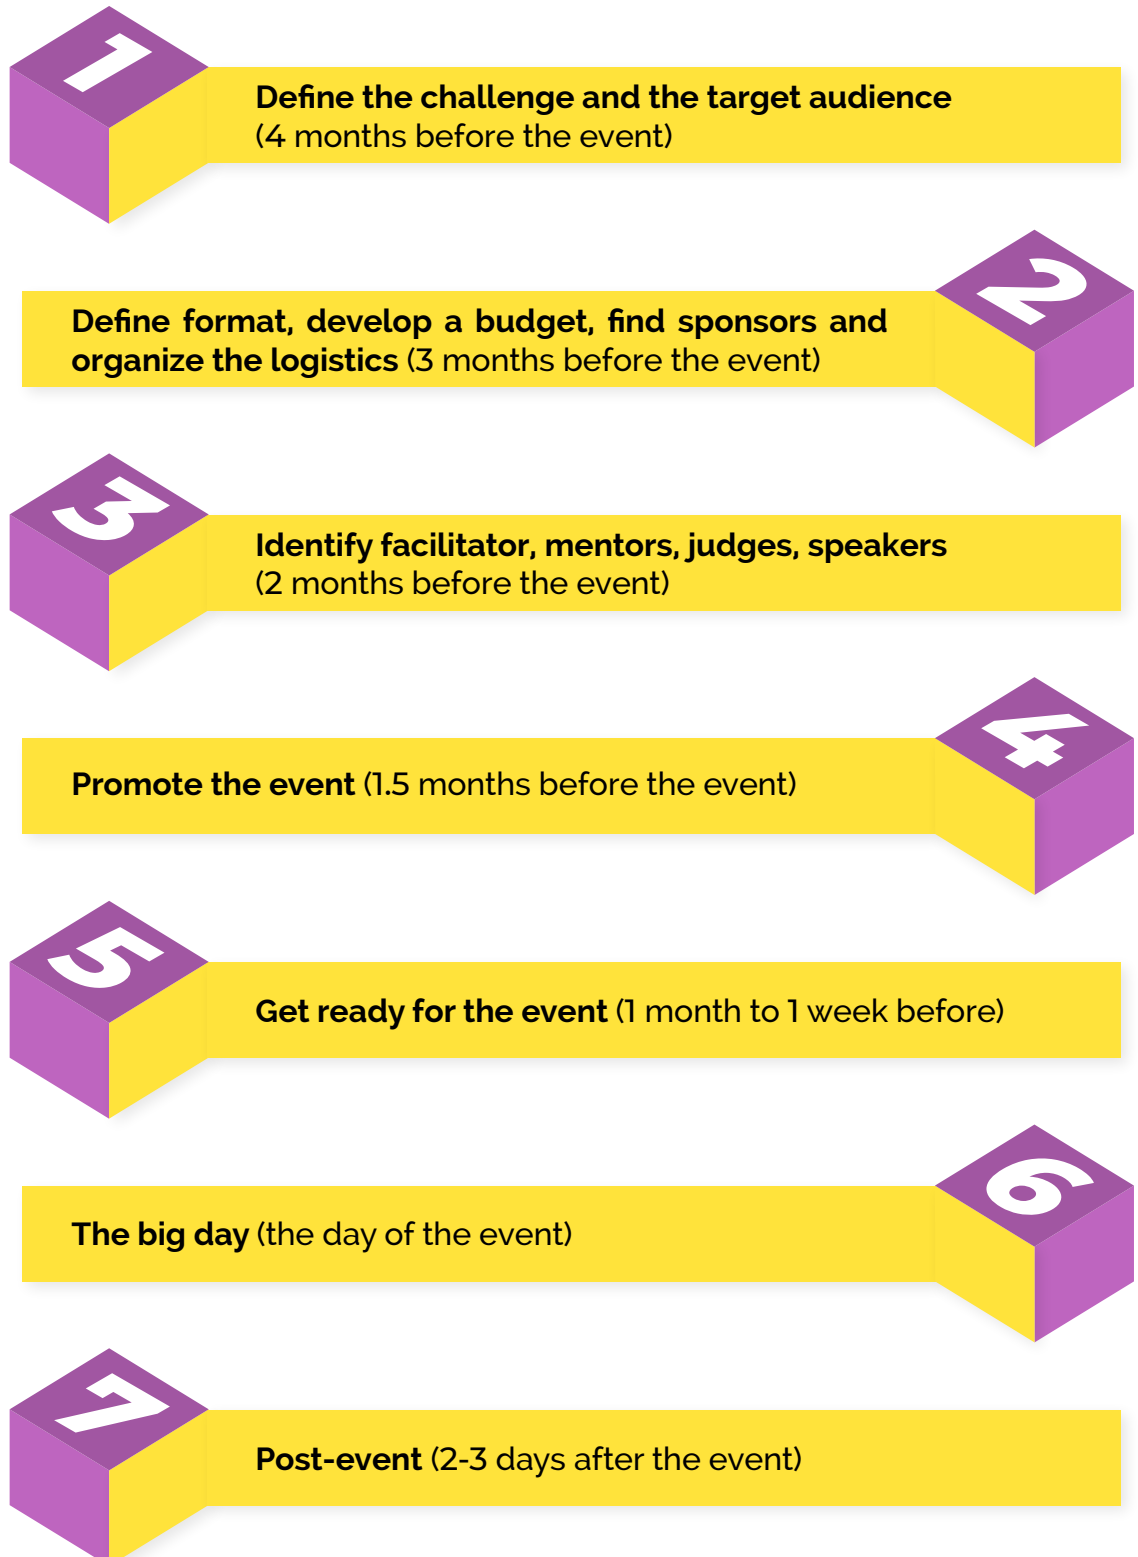 1
Define the challenge and the target audience
(4 months before the event)
2
Define format, develop a budget, find sponsors and
organize the logistics (3 months before the event)
3
Identify facilitator, mentors, judges, speakers
(2 months before the event)
4
Promote the event (1.5 months before the event)
5
Get ready for the event (1 month to 1 week before)
6
The big day (the day of the event)
7
Post-event (2-3 days after the event)